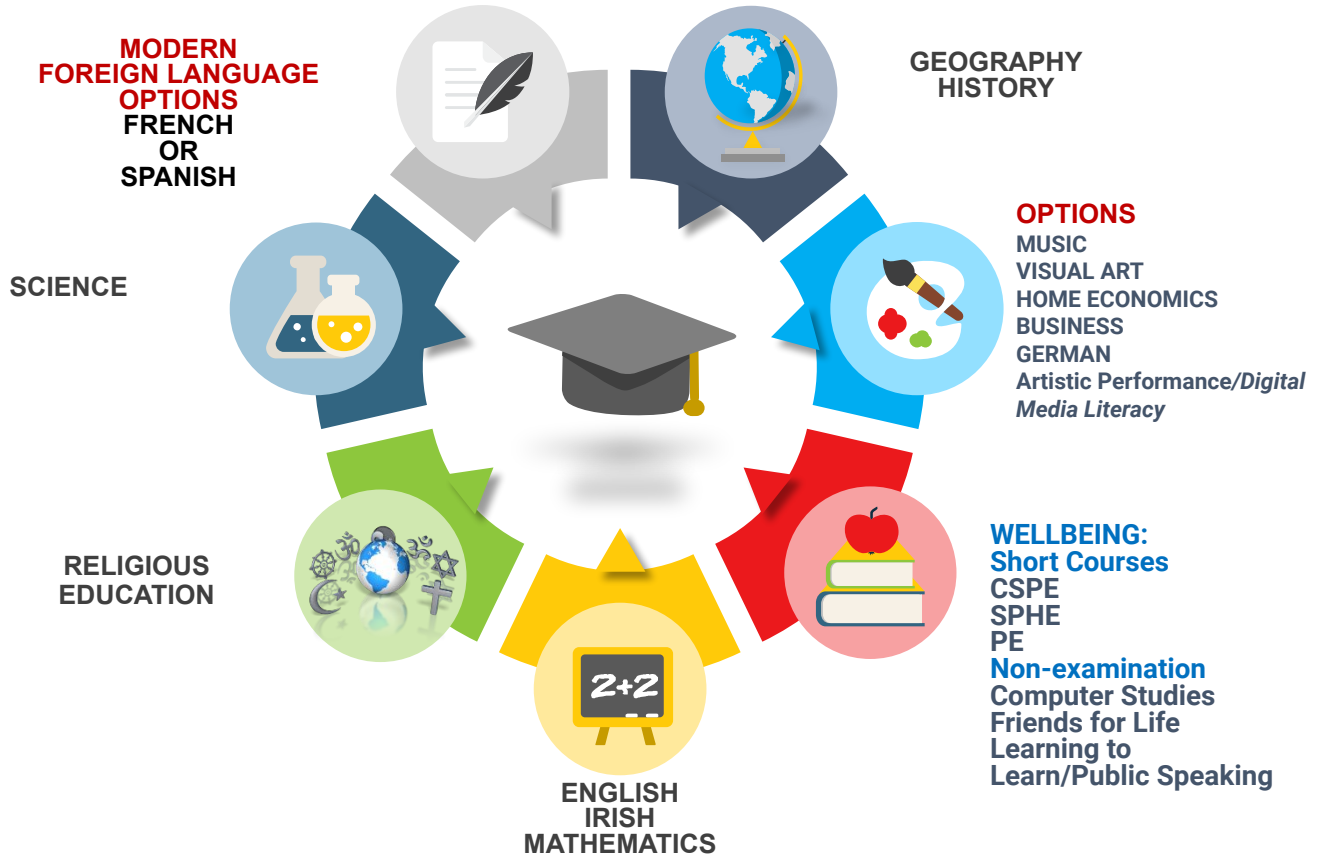 MODERN
FOREIGN LANGUAGE
OPTIONS
FRENCH
OR
SPANISH
GEOGRAPHY
HISTORY
OPTIONS
MUSIC
VISUAL ART
HOME ECONOMICS
BUSINESS
GERMAN
Artistic Performance/Digital
Media Literacy
SCIENCE
RELIGIOUS
EDUCATION
WELLBEING:
Short Courses
CSPE
SPHE
PE
Non-examination
Computer Studies
Friends for Life
Learning to
Learn/Public Speaking
2+2
ENGLISH
IRISH
MATHEMATICS